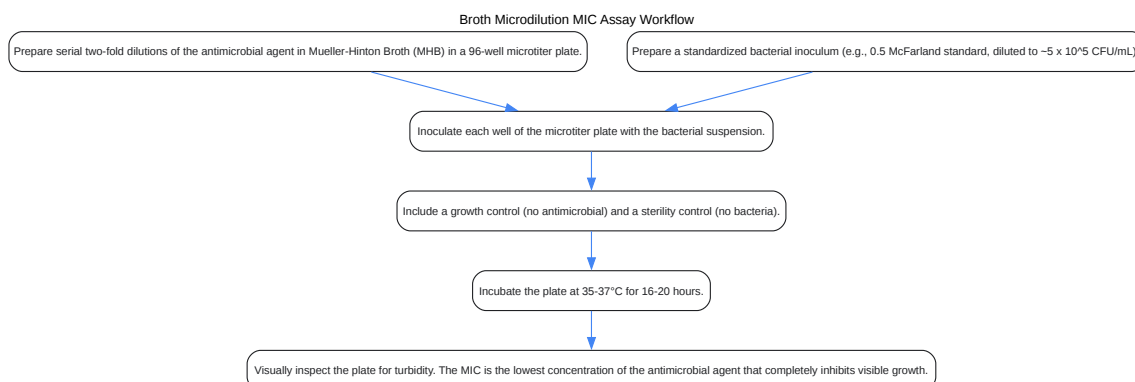 Broth Microdilution MIC Assay Workflow
Prepare serial two-fold dilutions of the antimicrobial agent in Mueller-Hinton Broth (MHB) in a 96-well microtiter plate.
Prepare a standardized bacterial inoculum (e.g., 0.5 McFarland standard, diluted to ~5 x 10^5 CFU/mL)
Inoculate each well of the microtiter plate with the bacterial suspension.
Include a growth control (no antimicrobial) and a sterility control (no bacteria).
Incubate the plate at 35-37°C for 16-20 hours.
Visually inspect the plate for turbidity. The MIC is the lowest concentration of the antimicrobial agent that completely inhibits visible growth.